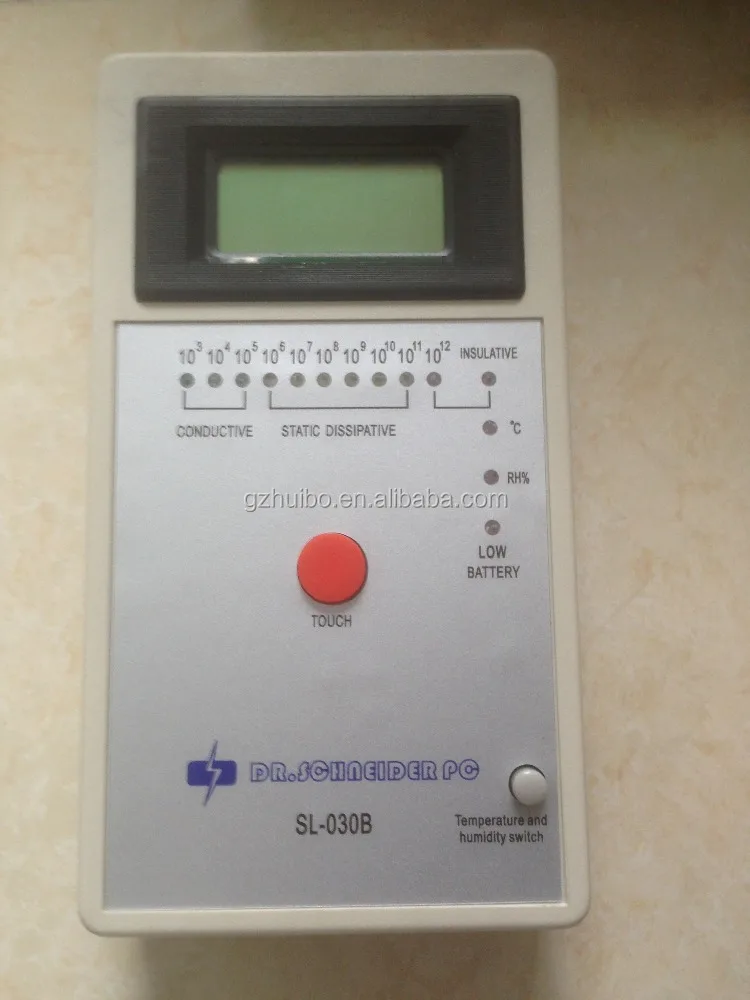 10³ 10⁴ 10⁵ 10⁶ 10⁷ 10⁸ 10⁹ 10¹⁰ 10¹¹ 10¹² INSULATIVE
CONDUCTIVE STATIC DISSIPATIVE
°C
RH%
gzhuibo.en.alibaba.com
LOW
BATTERY
TOUCH
DR.SCHNEIDER PC
SL-030B
Temperature and
humidity switch